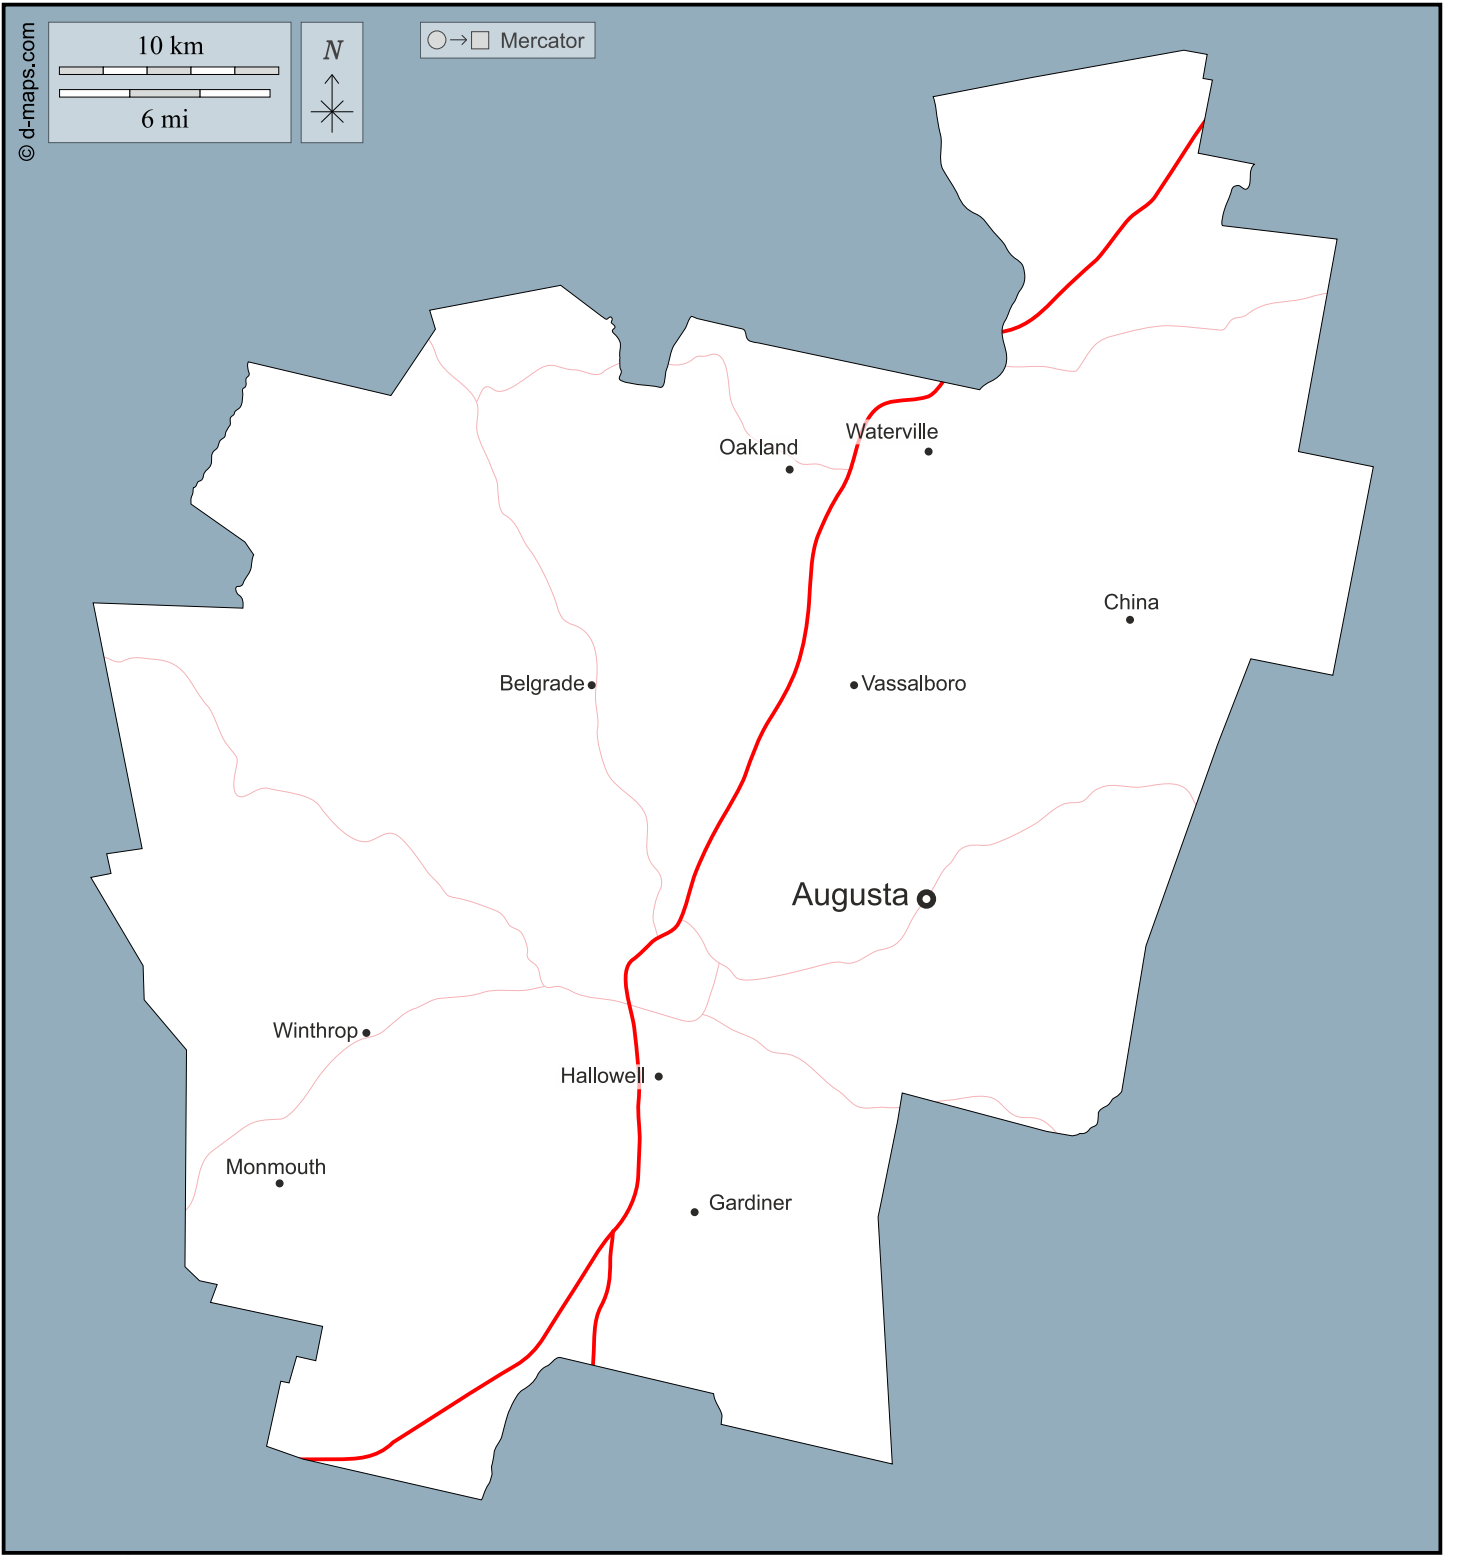 © d-maps.com
10 km
6 mi
N
Mercator
Waterville
Oakland
China
Belgrade
Vassalboro
Augusta
Winthrop
Hallowell
Monmouth
Gardiner